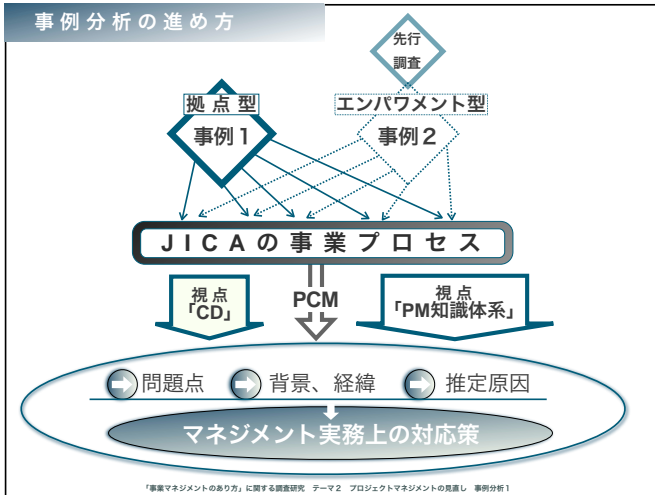 事例分析の進め方
先行
調査
拠点型
エンパワメント型
事例1
事例2
JICAの事業プロセス
視点
「CD」
PCM
視点
「PM知識体系」
問題点
背景、経緯
推定原因
マネジメント実務上の対応策
「事業マネジメントのあり方」に関する調査研究 テーマ2 プロジェクトマネジメントの見直し 事例分析1